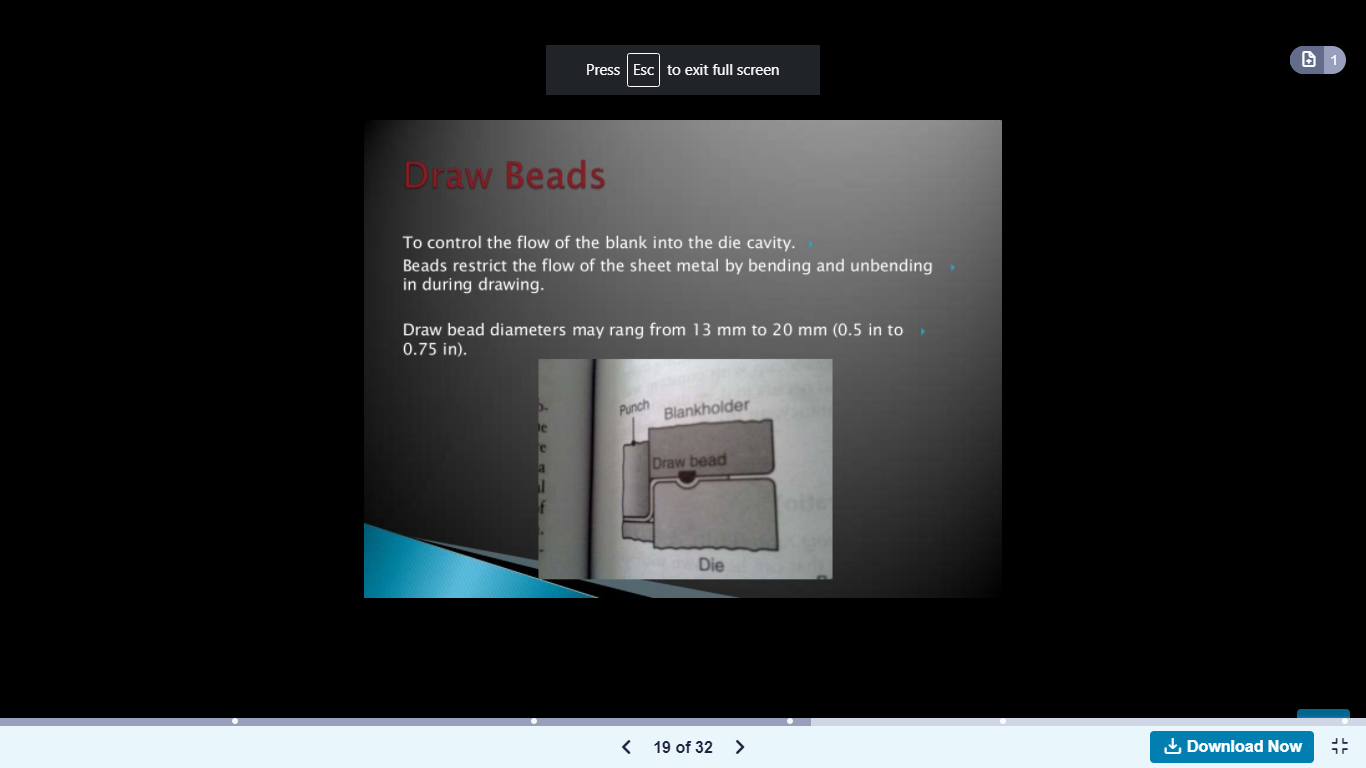 Press Esc to exit full screen
1
Draw Beads
To control the flow of the blank into the die cavity.
Beads restrict the flow of the sheet metal by bending and unbending
in during drawing.
Draw bead diameters may rang from 13 mm to 20 mm (0.5 in to
0.75 in).
Punch
Blankholder
Draw bead
Die
19 of 32
Download Now